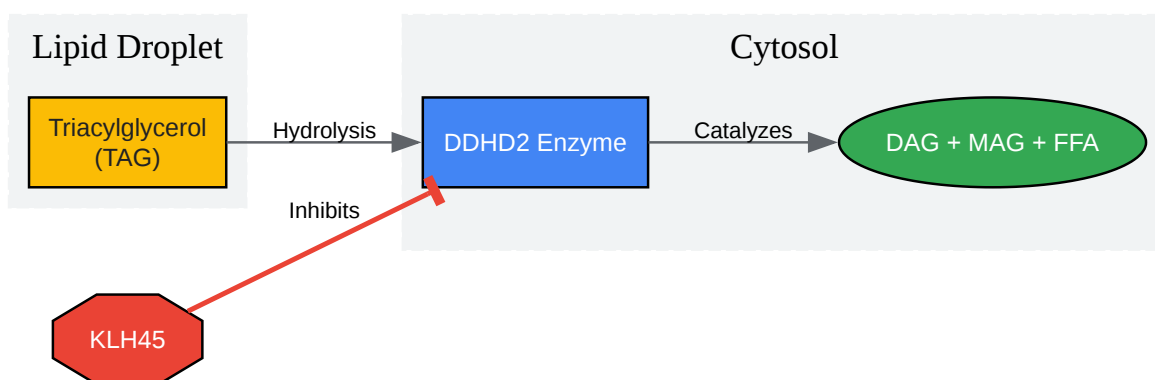 Lipid Droplet
Cytosol
Triacylglycerol
(TAG)
Hydrolysis
DDHD2 Enzyme
Catalyzes
DAG + MAG + FFA
Inhibits
KLH45